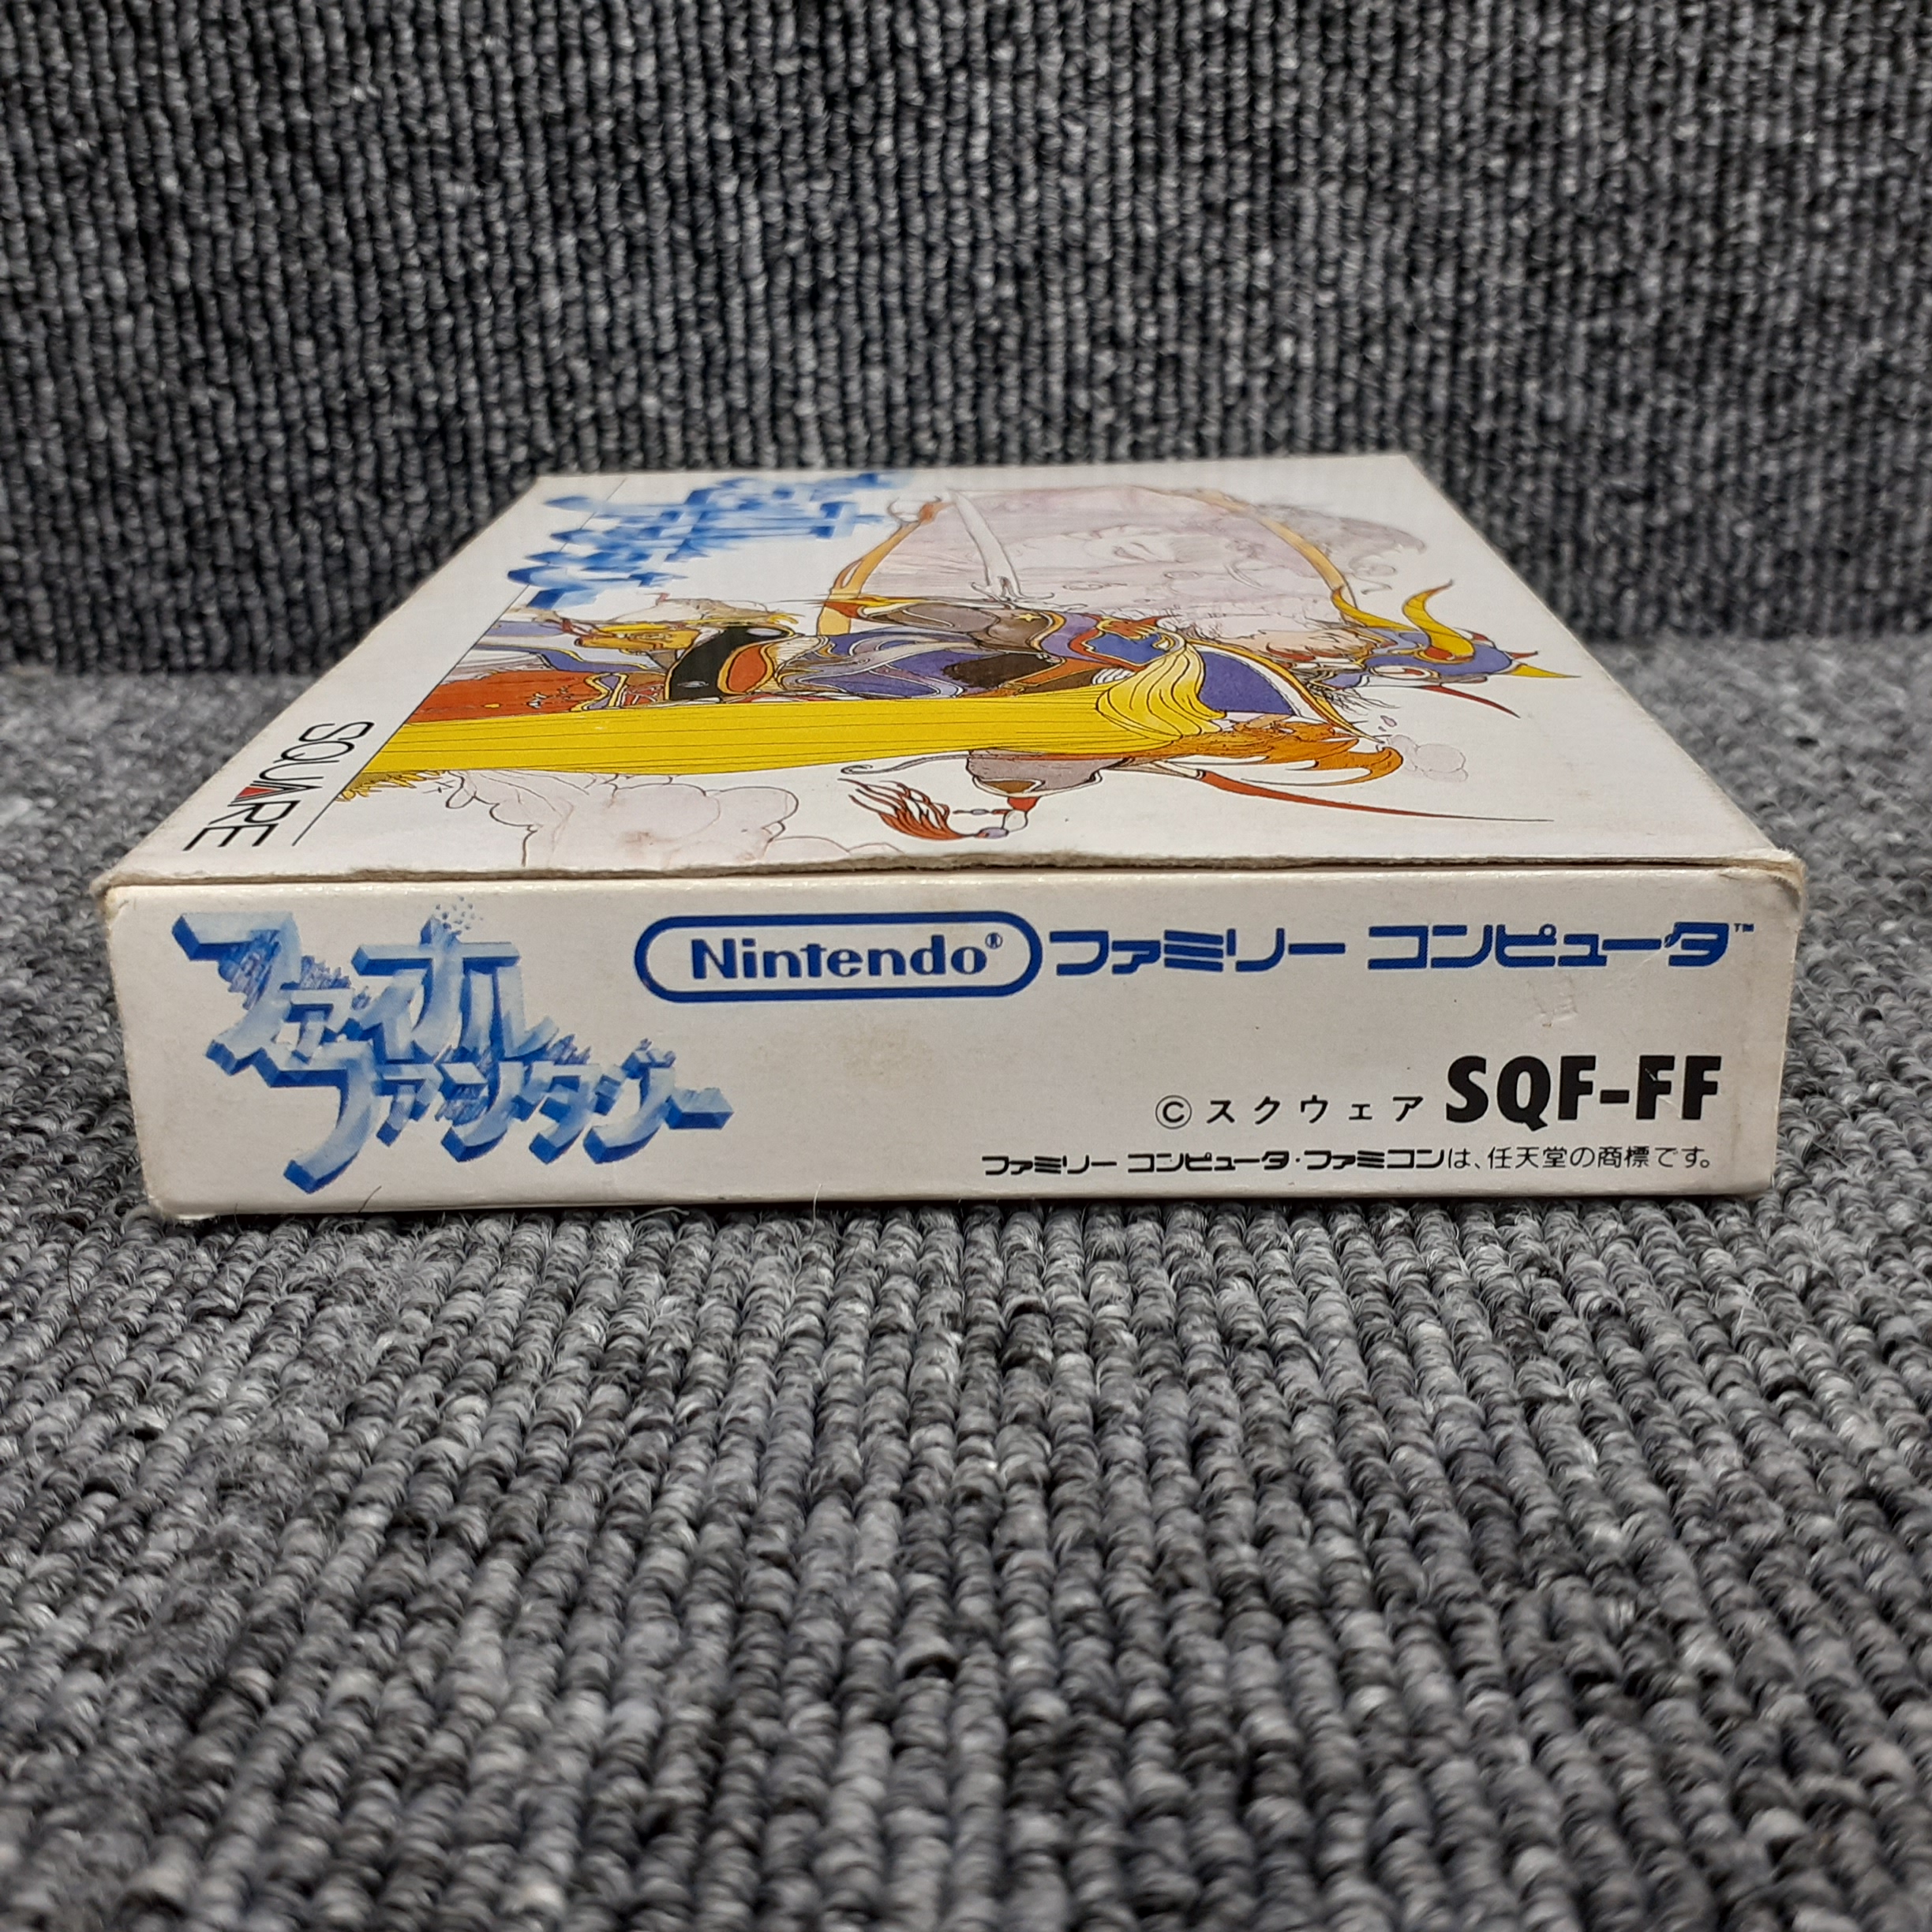 SQUARE
ファイナル
ファンタジー
Nintendo® ファミリー コンピュータ™
© スクウェア SQF-FF
ファミリー コンピュータ・ファミコンは、任天堂の商標です。